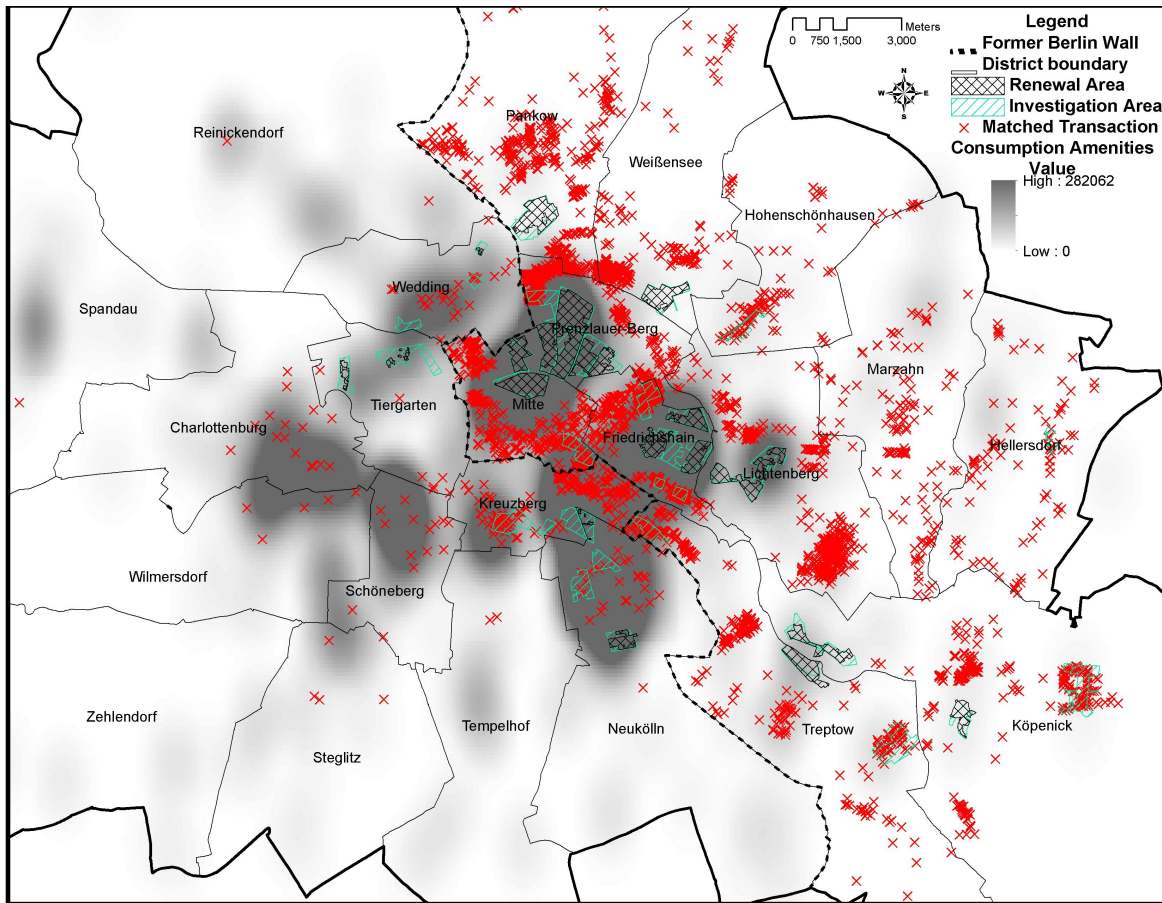 Legend
Former Berlin Wall
District boundary
Renewal Area
Investigation Area
Matched Transaction
Consumption Amenities
Value
High : 282062
Low : 0
Meters
0 750 1,500 3,000
N
W E
S
Reinickendorf
Pankow
Weißensee
Hohenschönhausen
Wedding
Spandau
Prenzlauer-Berg
Marzahn
Tiergarten
Mitte
Charlottenburg
Friedrichshain
Hellersdorf
Lichtenberg
Kreuzberg
Wilmersdorf
Schöneberg
Zehlendorf
Tempelhof
Neukölln
Treptow
Köpenick
Steglitz